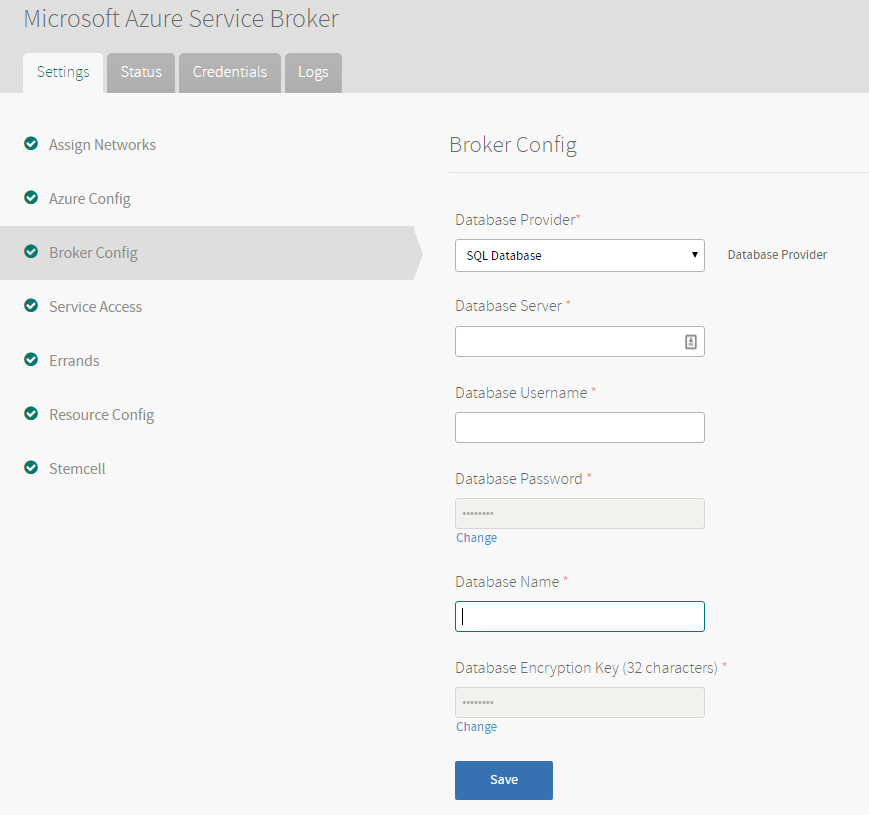 Microsoft Azure Service Broker
Settings
Status
Credentials
Logs
Assign Networks
Azure Config
Broker Config
Service Access
Errands
Resource Config
Stemcell
Broker Config
Database Provider*
SQL Database
Database Provider
Database Server *
Database Username *
Database Password *
••••••••
Change
Database Name *
Database Encryption Key (32 characters) *
••••••••
Change
Save